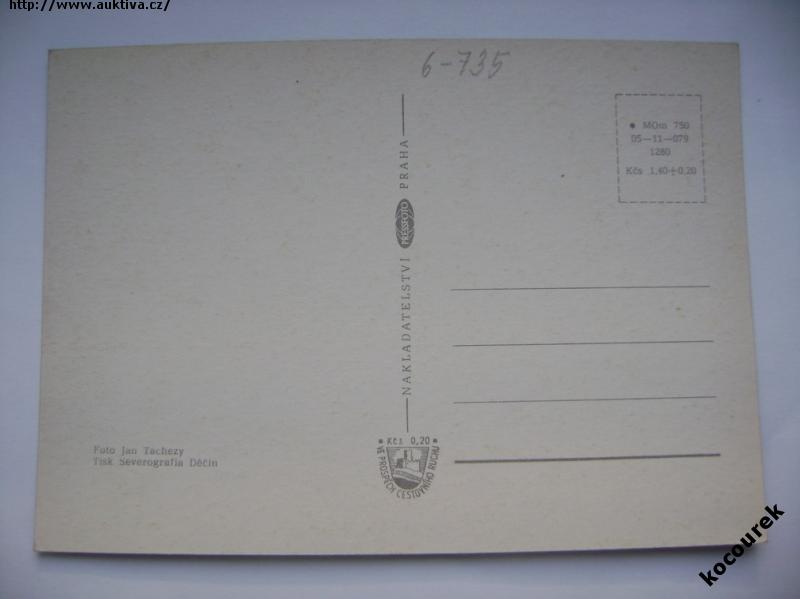 http://www.auktiva.cz/
6-735
● MOm 750
05—11—079
1280
Kčs 1,40+0,20
NAKLADATELSTVÍ PRESSFOTO PRAHA
Foto Jan Tachezy
Tisk Severografia Děčín
● Kčs 0,20 ●
VE PROSPĚCH CESTOVNÍHO RUCHU
kocourek